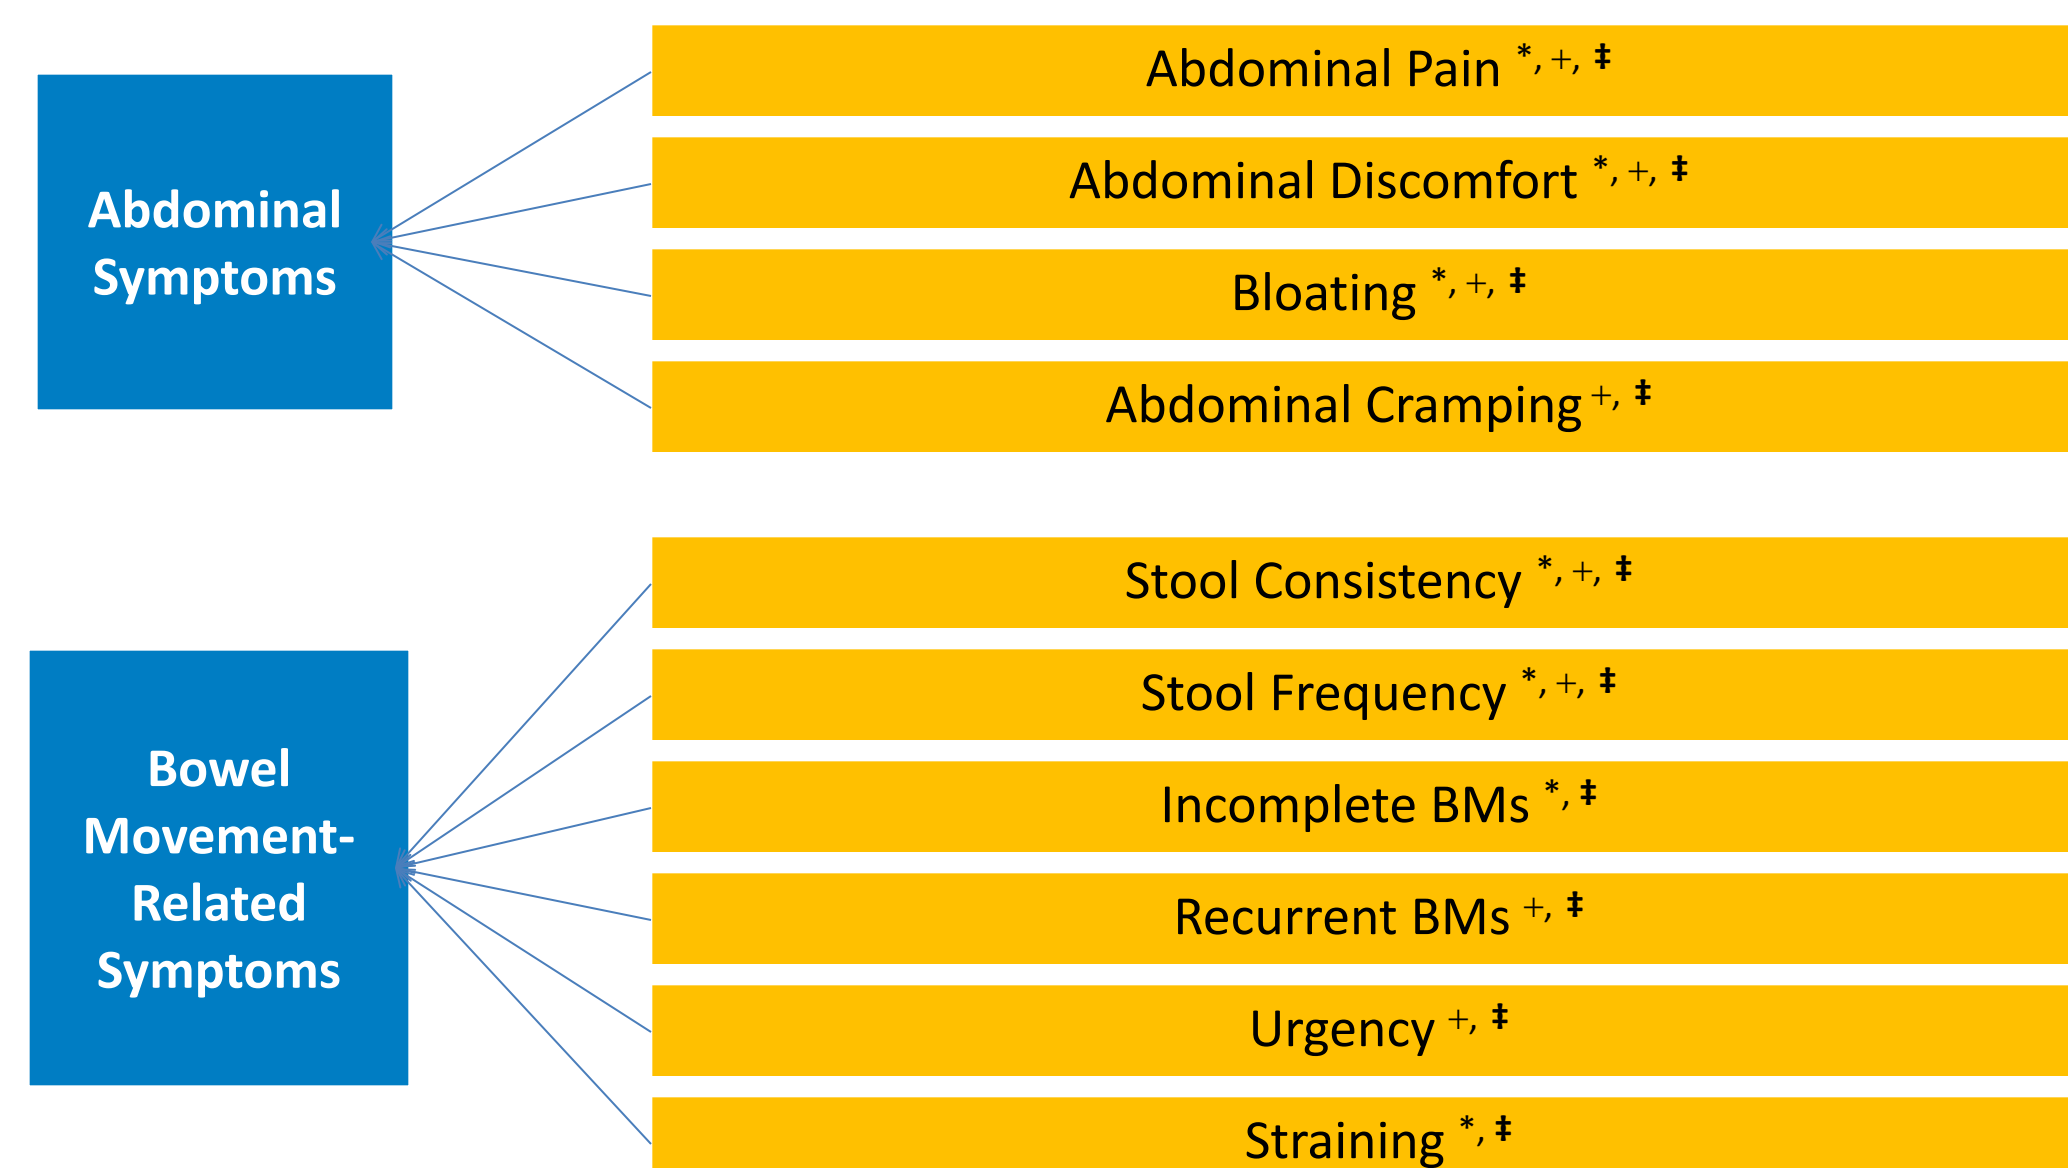 Abdominal
Symptoms
Abdominal Pain *, +, ‡
Abdominal Discomfort *, +, ‡
Bloating *, +, ‡
Abdominal Cramping +, ‡
Bowel
Movement-
Related
Symptoms
Stool Consistency *, +, ‡
Stool Frequency *, +, ‡
Incomplete BMs *, ‡
Recurrent BMs +, ‡
Urgency +, ‡
Straining *, ‡